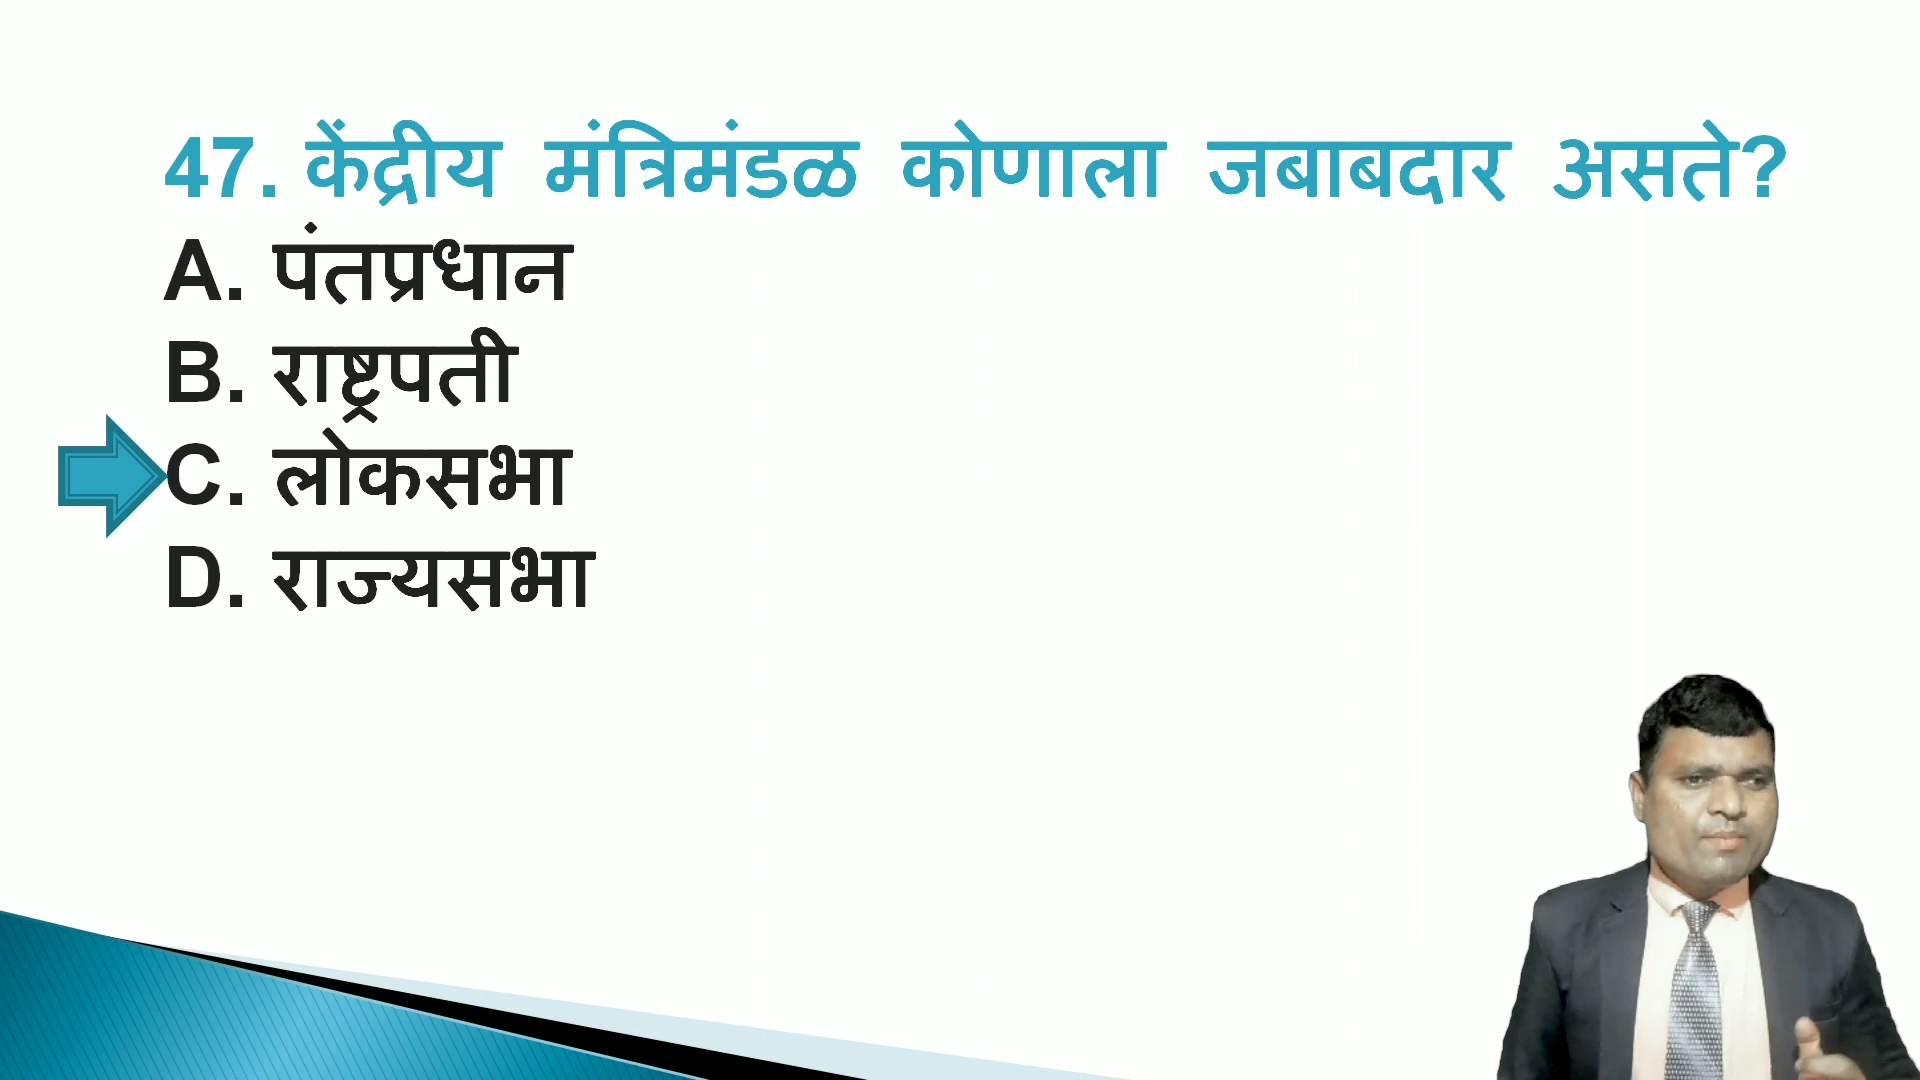 47. केंद्रीय मंत्रिमंडळ कोणाला जबाबदार असते?
A. पंतप्रधान
B. राष्ट्रपती
C. लोकसभा
D. राज्यसभा